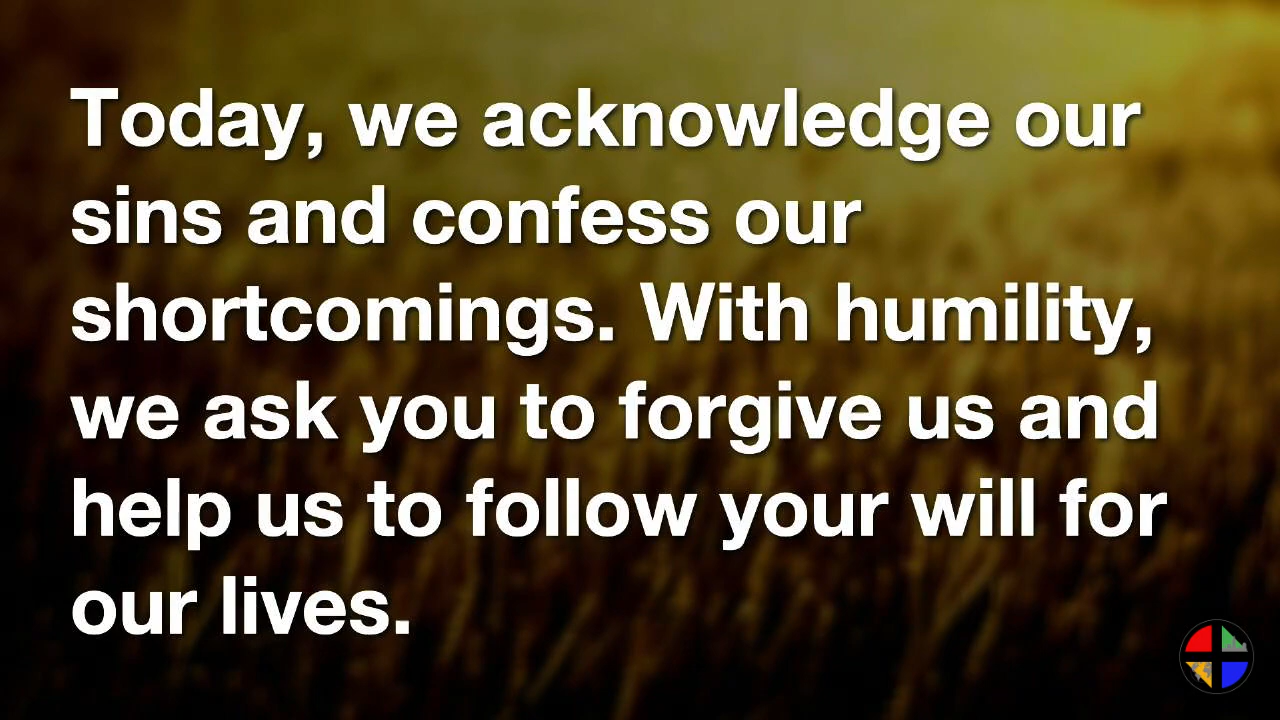 Today, we acknowledge our
sins and confess our
shortcomings. With humility,
we ask you to forgive us and
help us to follow your will for
our lives.